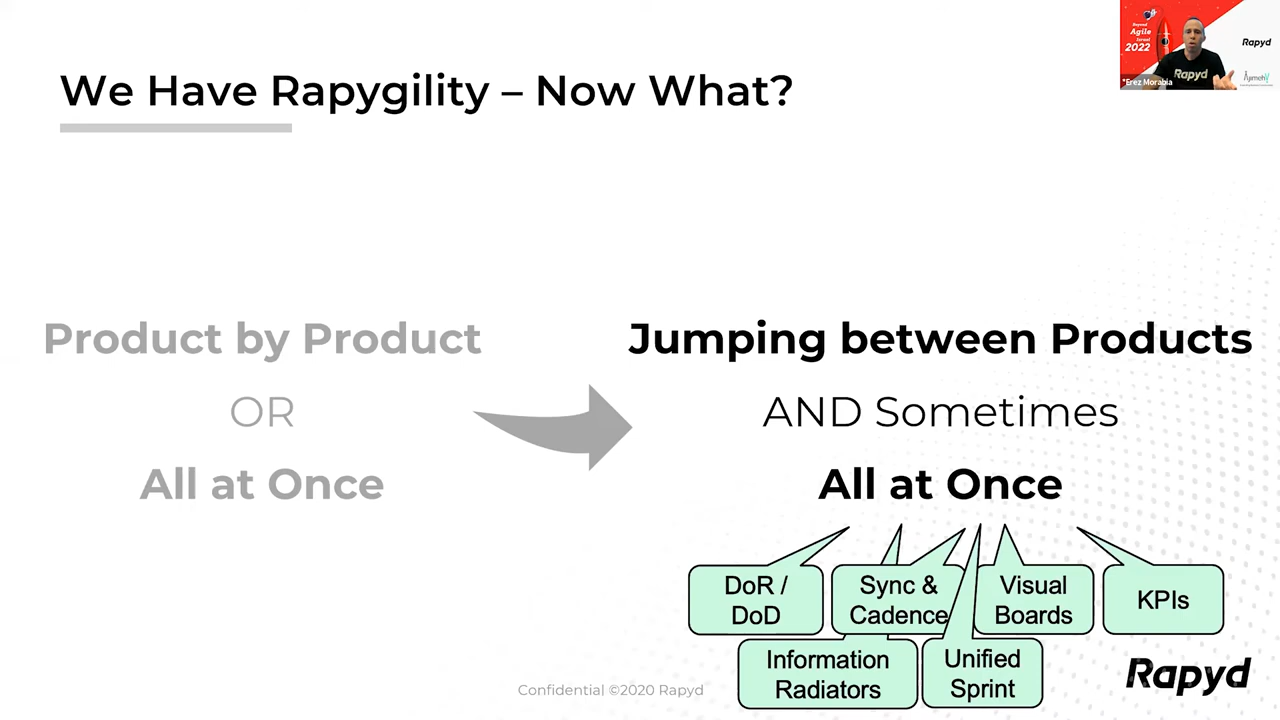 We Have Rapygility – Now What?
Beyond
Agile
Israel
2022
Rapyd
Rapyd
*Erez Morabia
Product by Product
OR
All at Once
Jumping between Products
AND Sometimes
All at Once
DoR /
DoD
Sync &
Cadence
Visual
Boards
KPIs
Information
Radiators
Unified
Sprint
Confidential ©2020 Rapyd
Rapyd